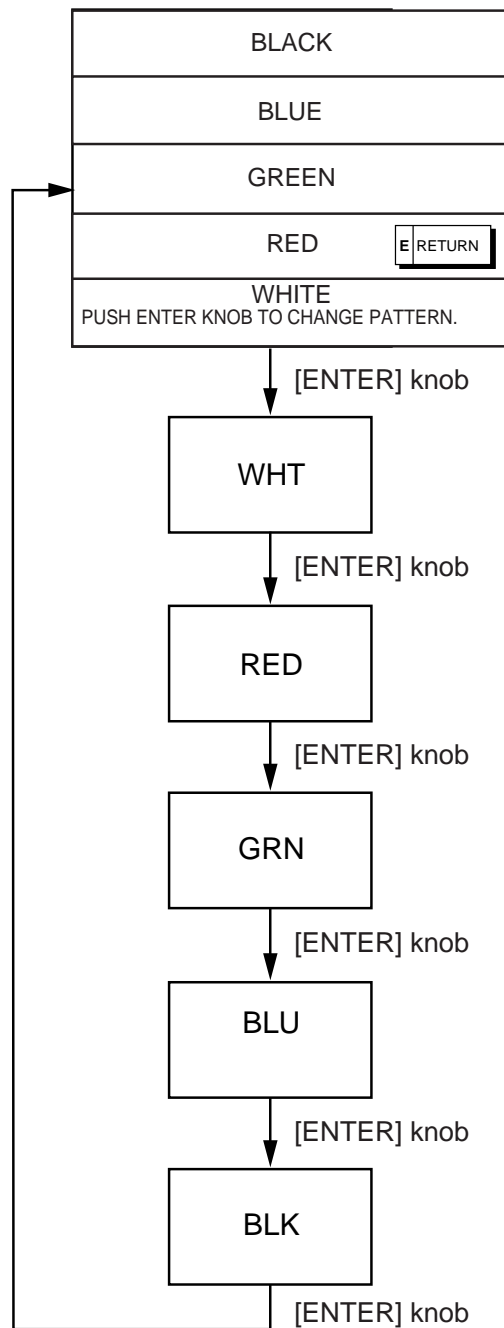 BLACK
BLUE
GREEN
RED
E RETURN
WHITE
PUSH ENTER KNOB TO CHANGE PATTERN.
[ENTER] knob
WHT
[ENTER] knob
RED
[ENTER] knob
GRN
[ENTER] knob
BLU
[ENTER] knob
BLK
[ENTER] knob